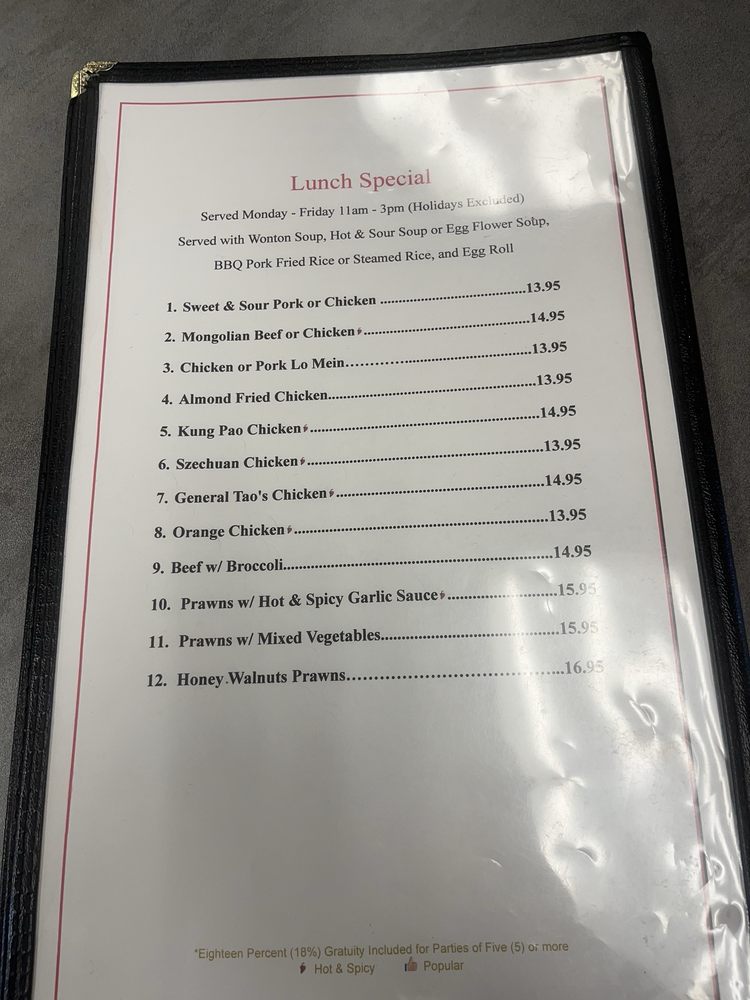 Lunch Special
Served Monday - Friday 11am - 3pm (Holidays Excluded)
Served with Wonton Soup, Hot & Sour Soup or Egg Flower Soup,
BBQ Pork Fried Rice or Steamed Rice, and Egg Roll
1. Sweet & Sour Pork or Chicken ..................................13.95
2. Mongolian Beef or Chicken.......................................14.95
3. Chicken or Pork Lo Mein..........................................13.95
4. Almond Fried Chicken..............................................13.95
5. Kung Pao Chicken....................................................14.95
6. Szechuan Chicken.....................................................13.95
7. General Tao's Chicken..............................................14.95
8. Orange Chicken........................................................13.95
9. Beef w/ Broccoli........................................................14.95
10. Prawns w/ Hot & Spicy Garlic Sauce.......................15.95
11. Prawns w/ Mixed Vegetables....................................15.95
12. Honey.Walnuts Prawns............................................16.95
*Eighteen Percent (18%) Gratuity Included for Parties of Five (5) or more
Hot & Spicy Popular